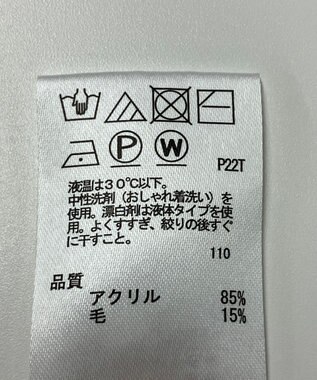 P W P22T
液温は30℃以下。
中性洗剤（おしゃれ着洗い）を
使用。漂白剤は液体タイプを使
用。よくすすぎ、絞りの後すぐ
に干すこと。
110
品質
アクリル 85%
毛 15%